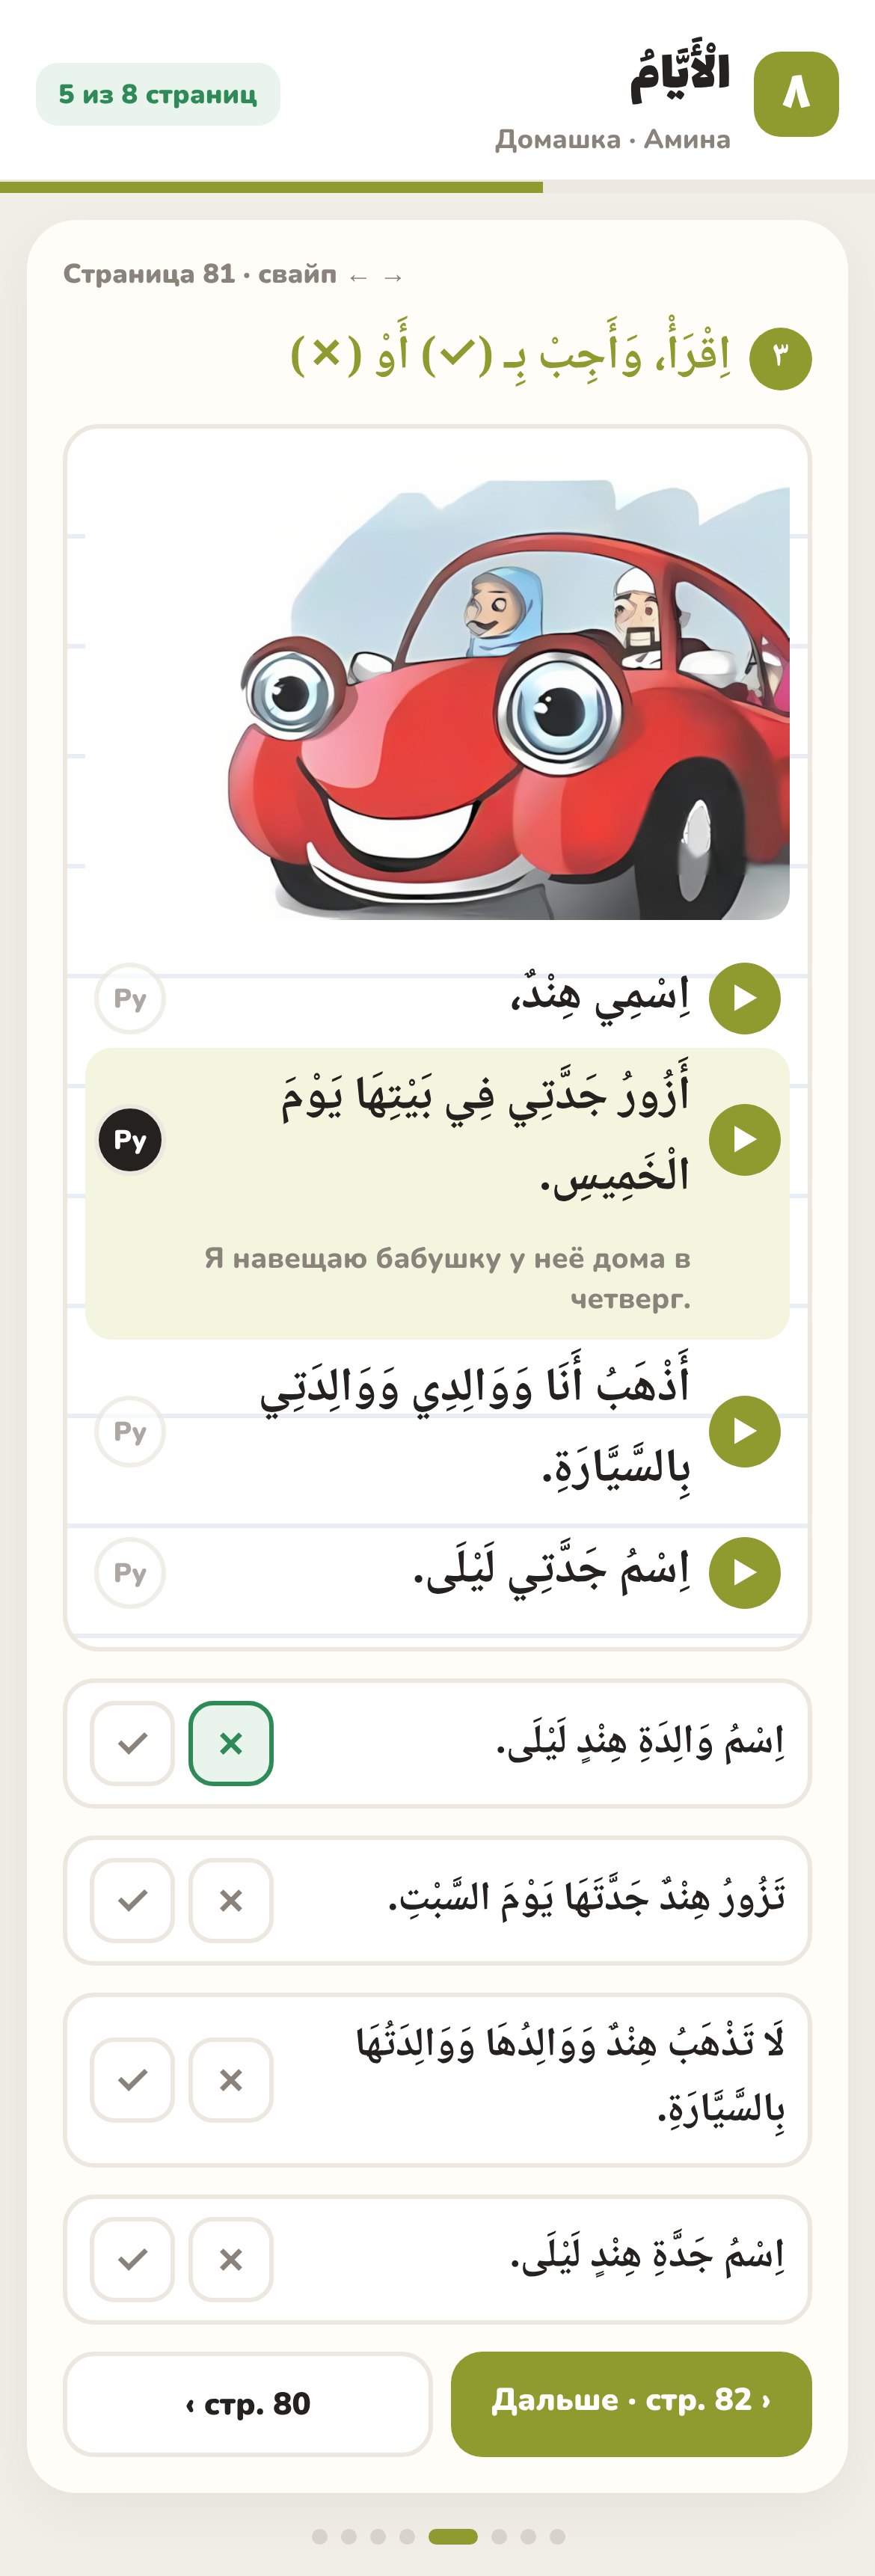 ٨
الْأَيَّامُ
Домашка · Амина
5 из 8 страниц
Страница 81 · свайп ← →
٣
اِقْرَأْ، وَأَجِبْ بِـ (✓) أَوْ (✕)
اِسْمِي هِنْدٌ،
Ру
أَزُورُ جَدَّتِي فِي بَيْتِهَا يَوْمَ
الْخَمِيسِ.
Ру
Я навещаю бабушку у неё дома в
четверг.
أَذْهَبُ أَنَا وَوَالِدِي وَوَالِدَتِي
بِالسَّيَّارَةِ.
Ру
اِسْمُ جَدَّتِي لَيْلَى.
Ру
اِسْمُ وَالِدَةِ هِنْدٍ لَيْلَى.
✕ ✓
تَزُورُ هِنْدٌ جَدَّتَهَا يَوْمَ السَّبْتِ.
✕ ✓
لَا تَذْهَبُ هِنْدٌ وَوَالِدُهَا وَوَالِدَتُهَا
بِالسَّيَّارَةِ.
✕ ✓
اِسْمُ جَدَّةِ هِنْدٍ لَيْلَى.
✕ ✓
‹ стр. 80
Дальше · стр. 82 ›